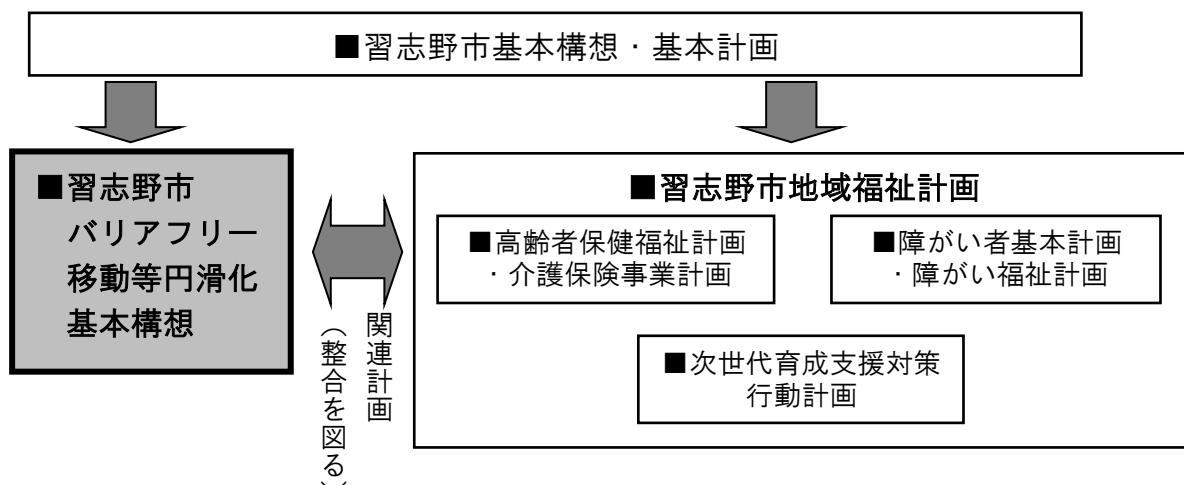 ■習志野市基本構想・基本計画
■習志野市
バリアフリー
移動等円滑化
基本構想
関連計画
（整合を図る）
■習志野市地域福祉計画
■高齢者保健福祉計画
・介護保険事業計画
■障がい者基本計画
・障がい福祉計画
■次世代育成支援対策
行動計画